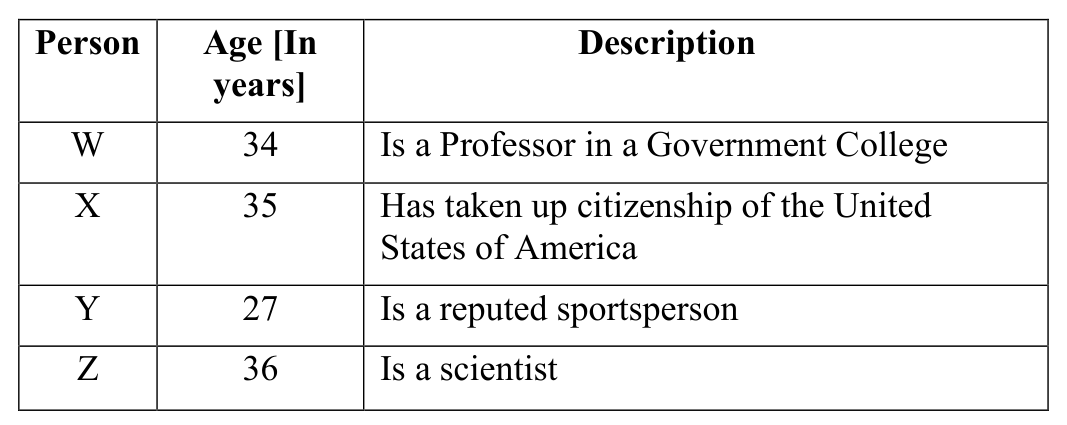 Person Age [In years] Description
W 34 Is a Professor in a Government College
X 35 Has taken up citizenship of the United
States of America
Y 27 Is a reputed sportsperson
Z 36 Is a scientist